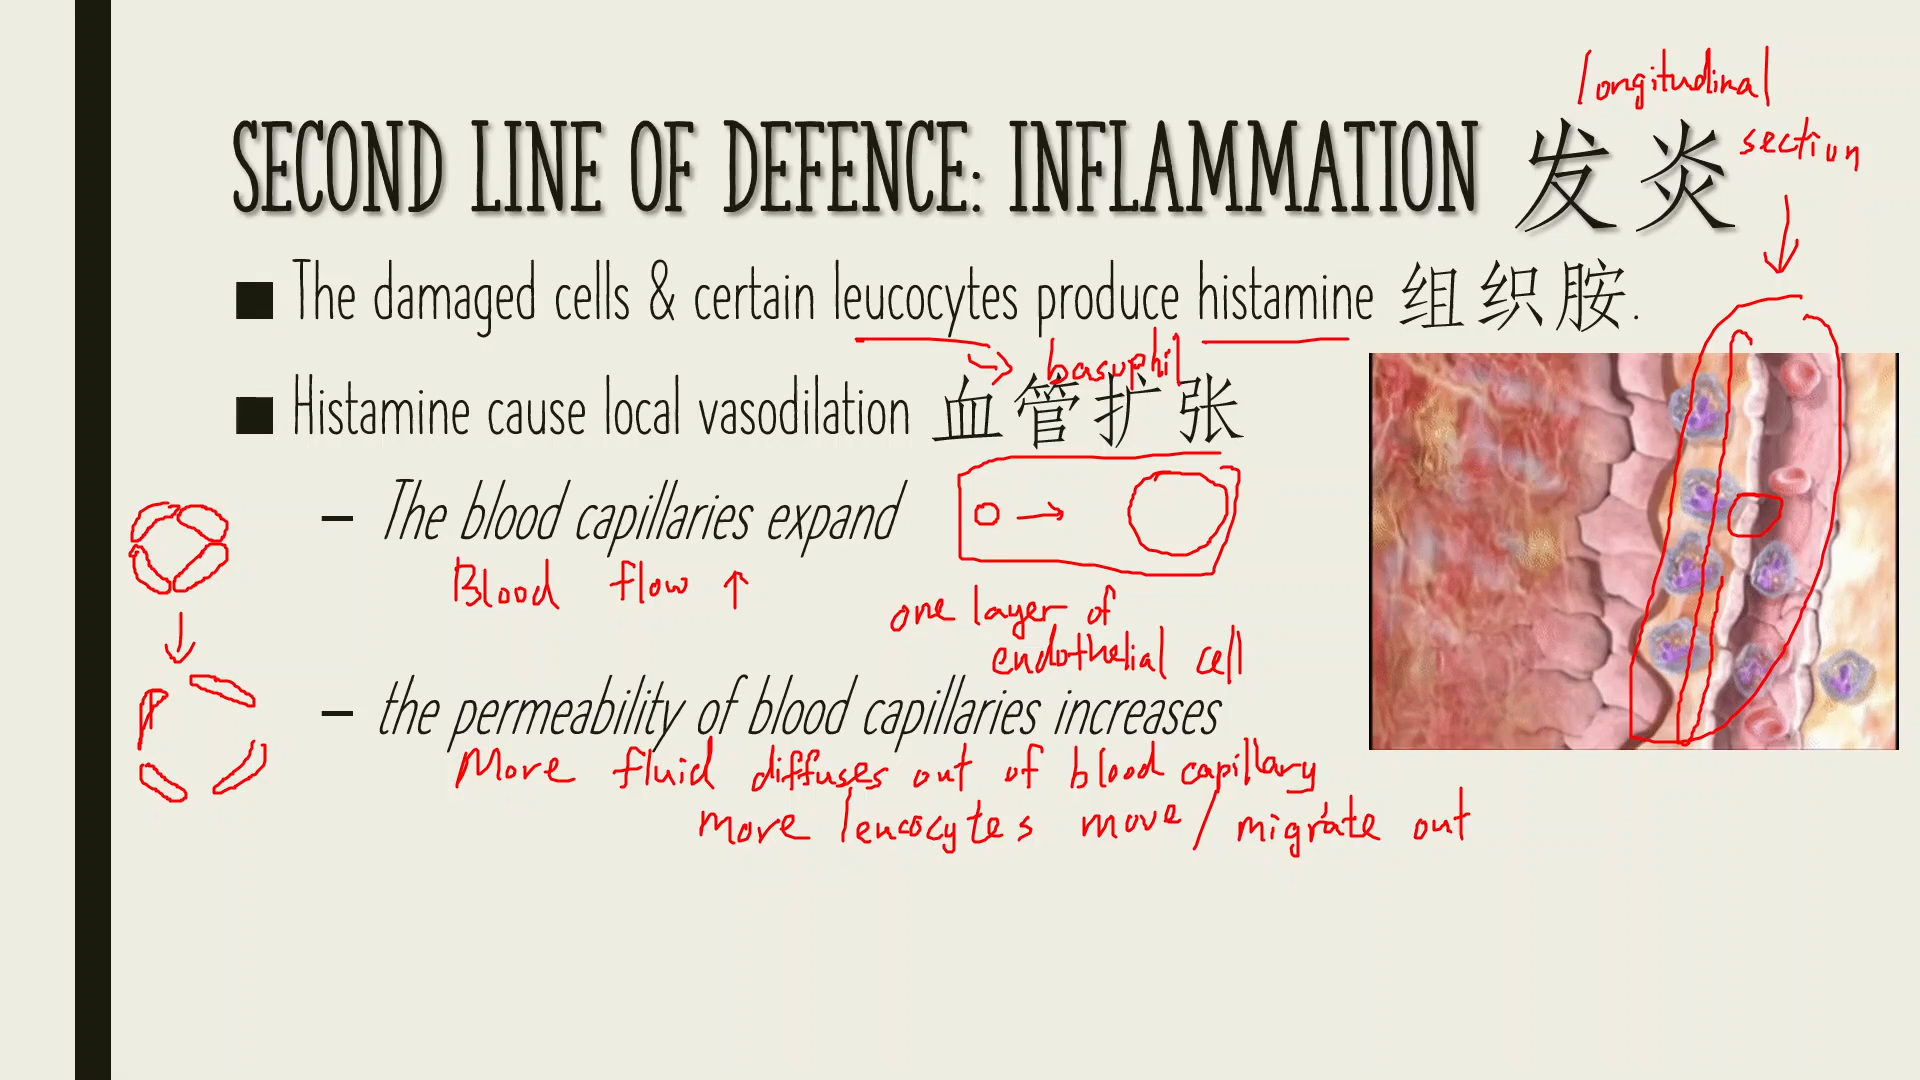 longitudinal
section
SECOND LINE OF DEFENCE: INFLAMMATION 发炎
The damaged cells & certain leucocytes produce histamine 组织胺.
basophil
Histamine cause local vasodilation 血管扩张
– The blood capillaries expand
Blood flow ↑
one layer of
endothelial cell
– the permeability of blood capillaries increases
More fluid diffuses out of blood capillary
more leucocytes move / migrate out